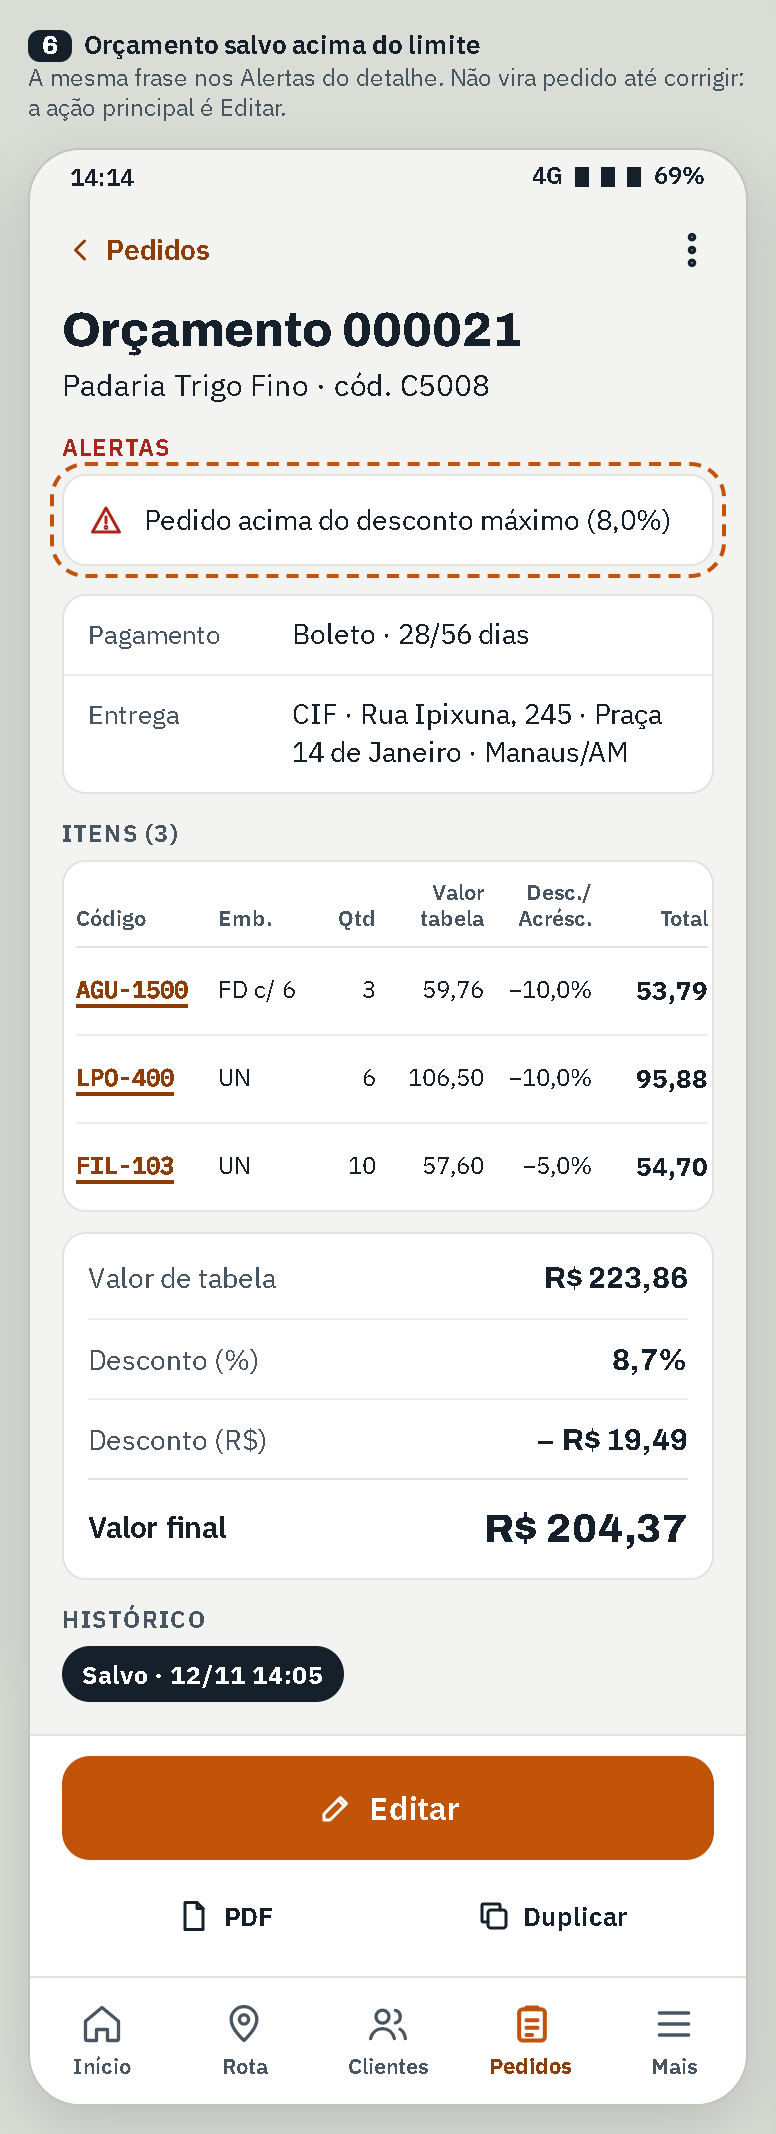 6 Orçamento salvo acima do limite
A mesma frase nos Alertas do detalhe. Não vira pedido até corrigir:
a ação principal é Editar.
14:14 4G 69%
Pedidos
Orçamento 000021
Padaria Trigo Fino · cód. C5008
ALERTAS
Pedido acima do desconto máximo (8,0%)
Pagamento Boleto · 28/56 dias
Entrega CIF · Rua Ipixuna, 245 · Praça
14 de Janeiro · Manaus/AM
ITENS (3)
Valor Desc./
Código Emb. Qtd tabela Acrésc. Total
AGU-1500 FD c/ 6 3 59,76 −10,0% 53,79
LPO-400 UN 6 106,50 −10,0% 95,88
FIL-103 UN 10 57,60 −5,0% 54,70
Valor de tabela R$ 223,86
Desconto (%) 8,7%
Desconto (R$) – R$ 19,49
Valor final R$ 204,37
HISTÓRICO
Salvo · 12/11 14:05
Editar
PDF Duplicar
Início Rota Clientes Pedidos Mais